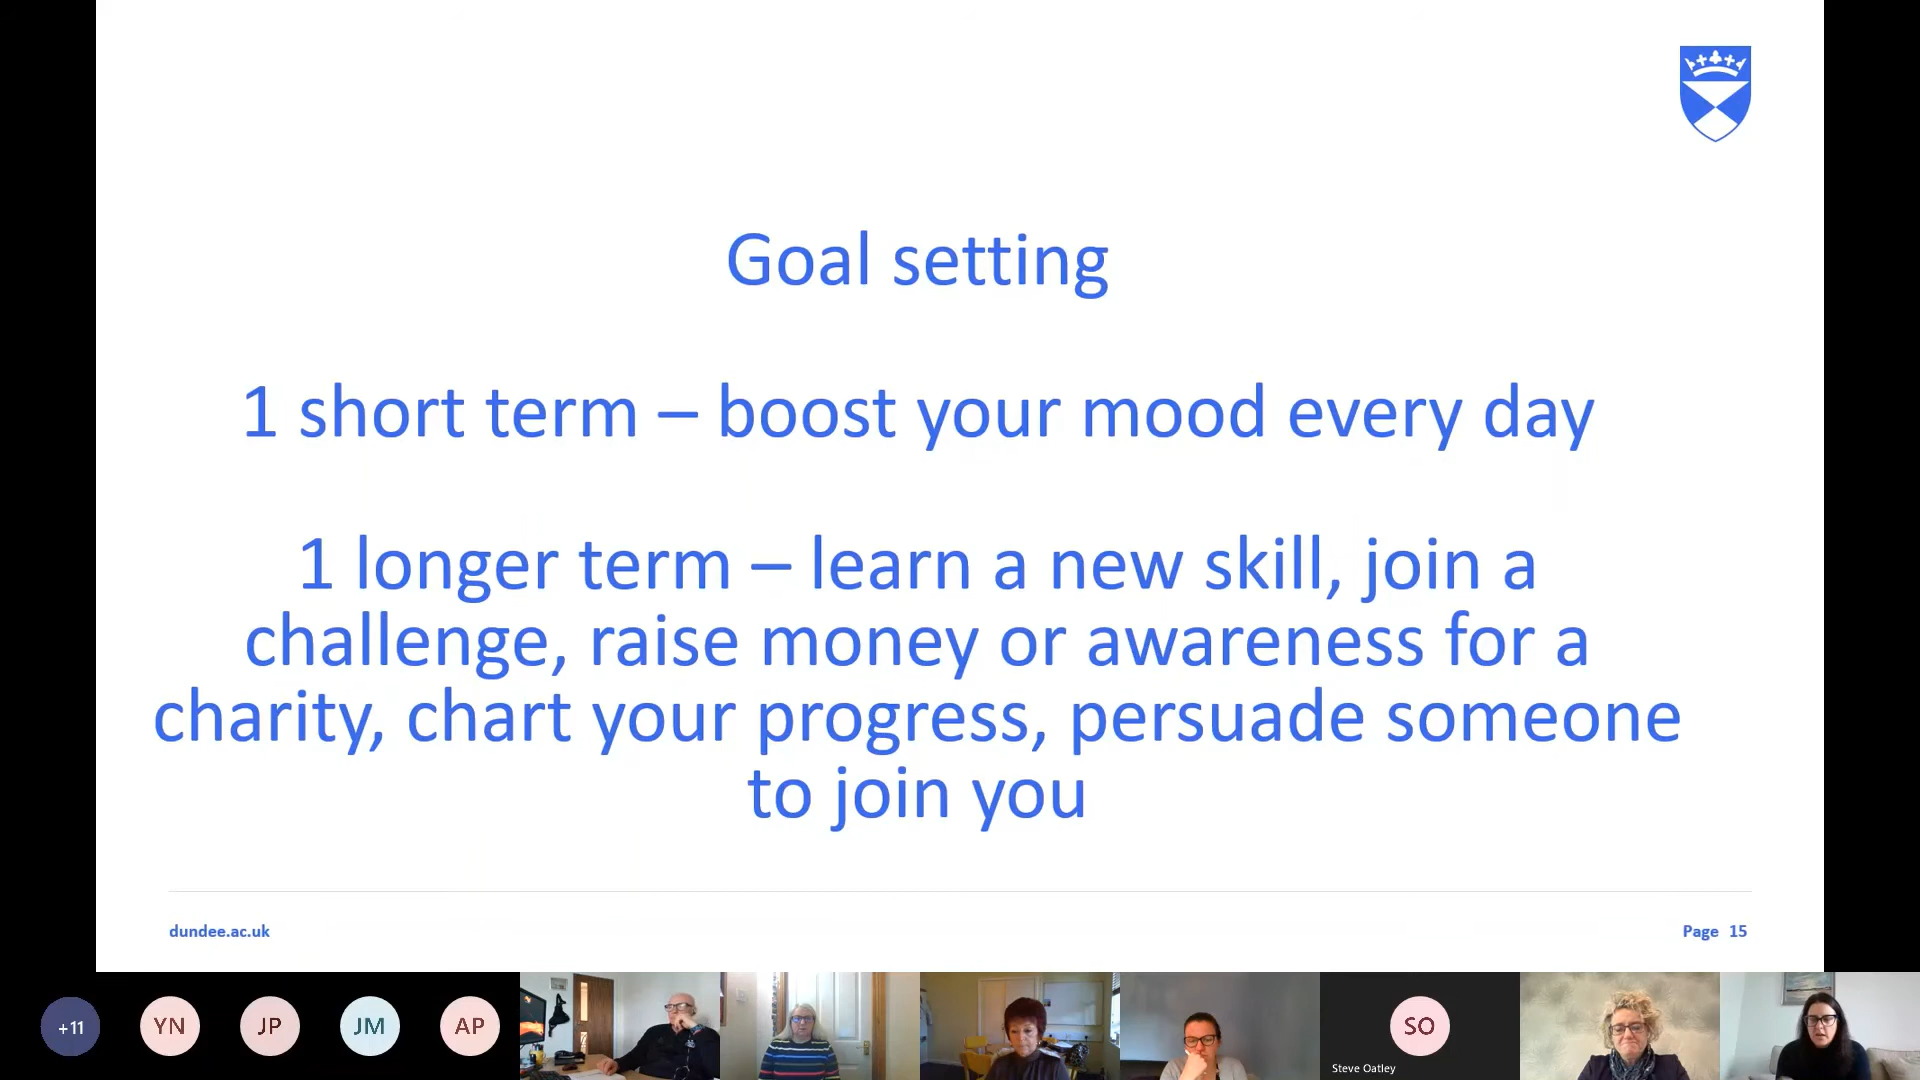 Goal setting
1 short term – boost your mood every day
1 longer term – learn a new skill, join a
challenge, raise money or awareness for a
charity, chart your progress, persuade someone
to join you
dundee.ac.uk
Page 15
+11
YN
JP
JM
AP
SO
Steve Oatley